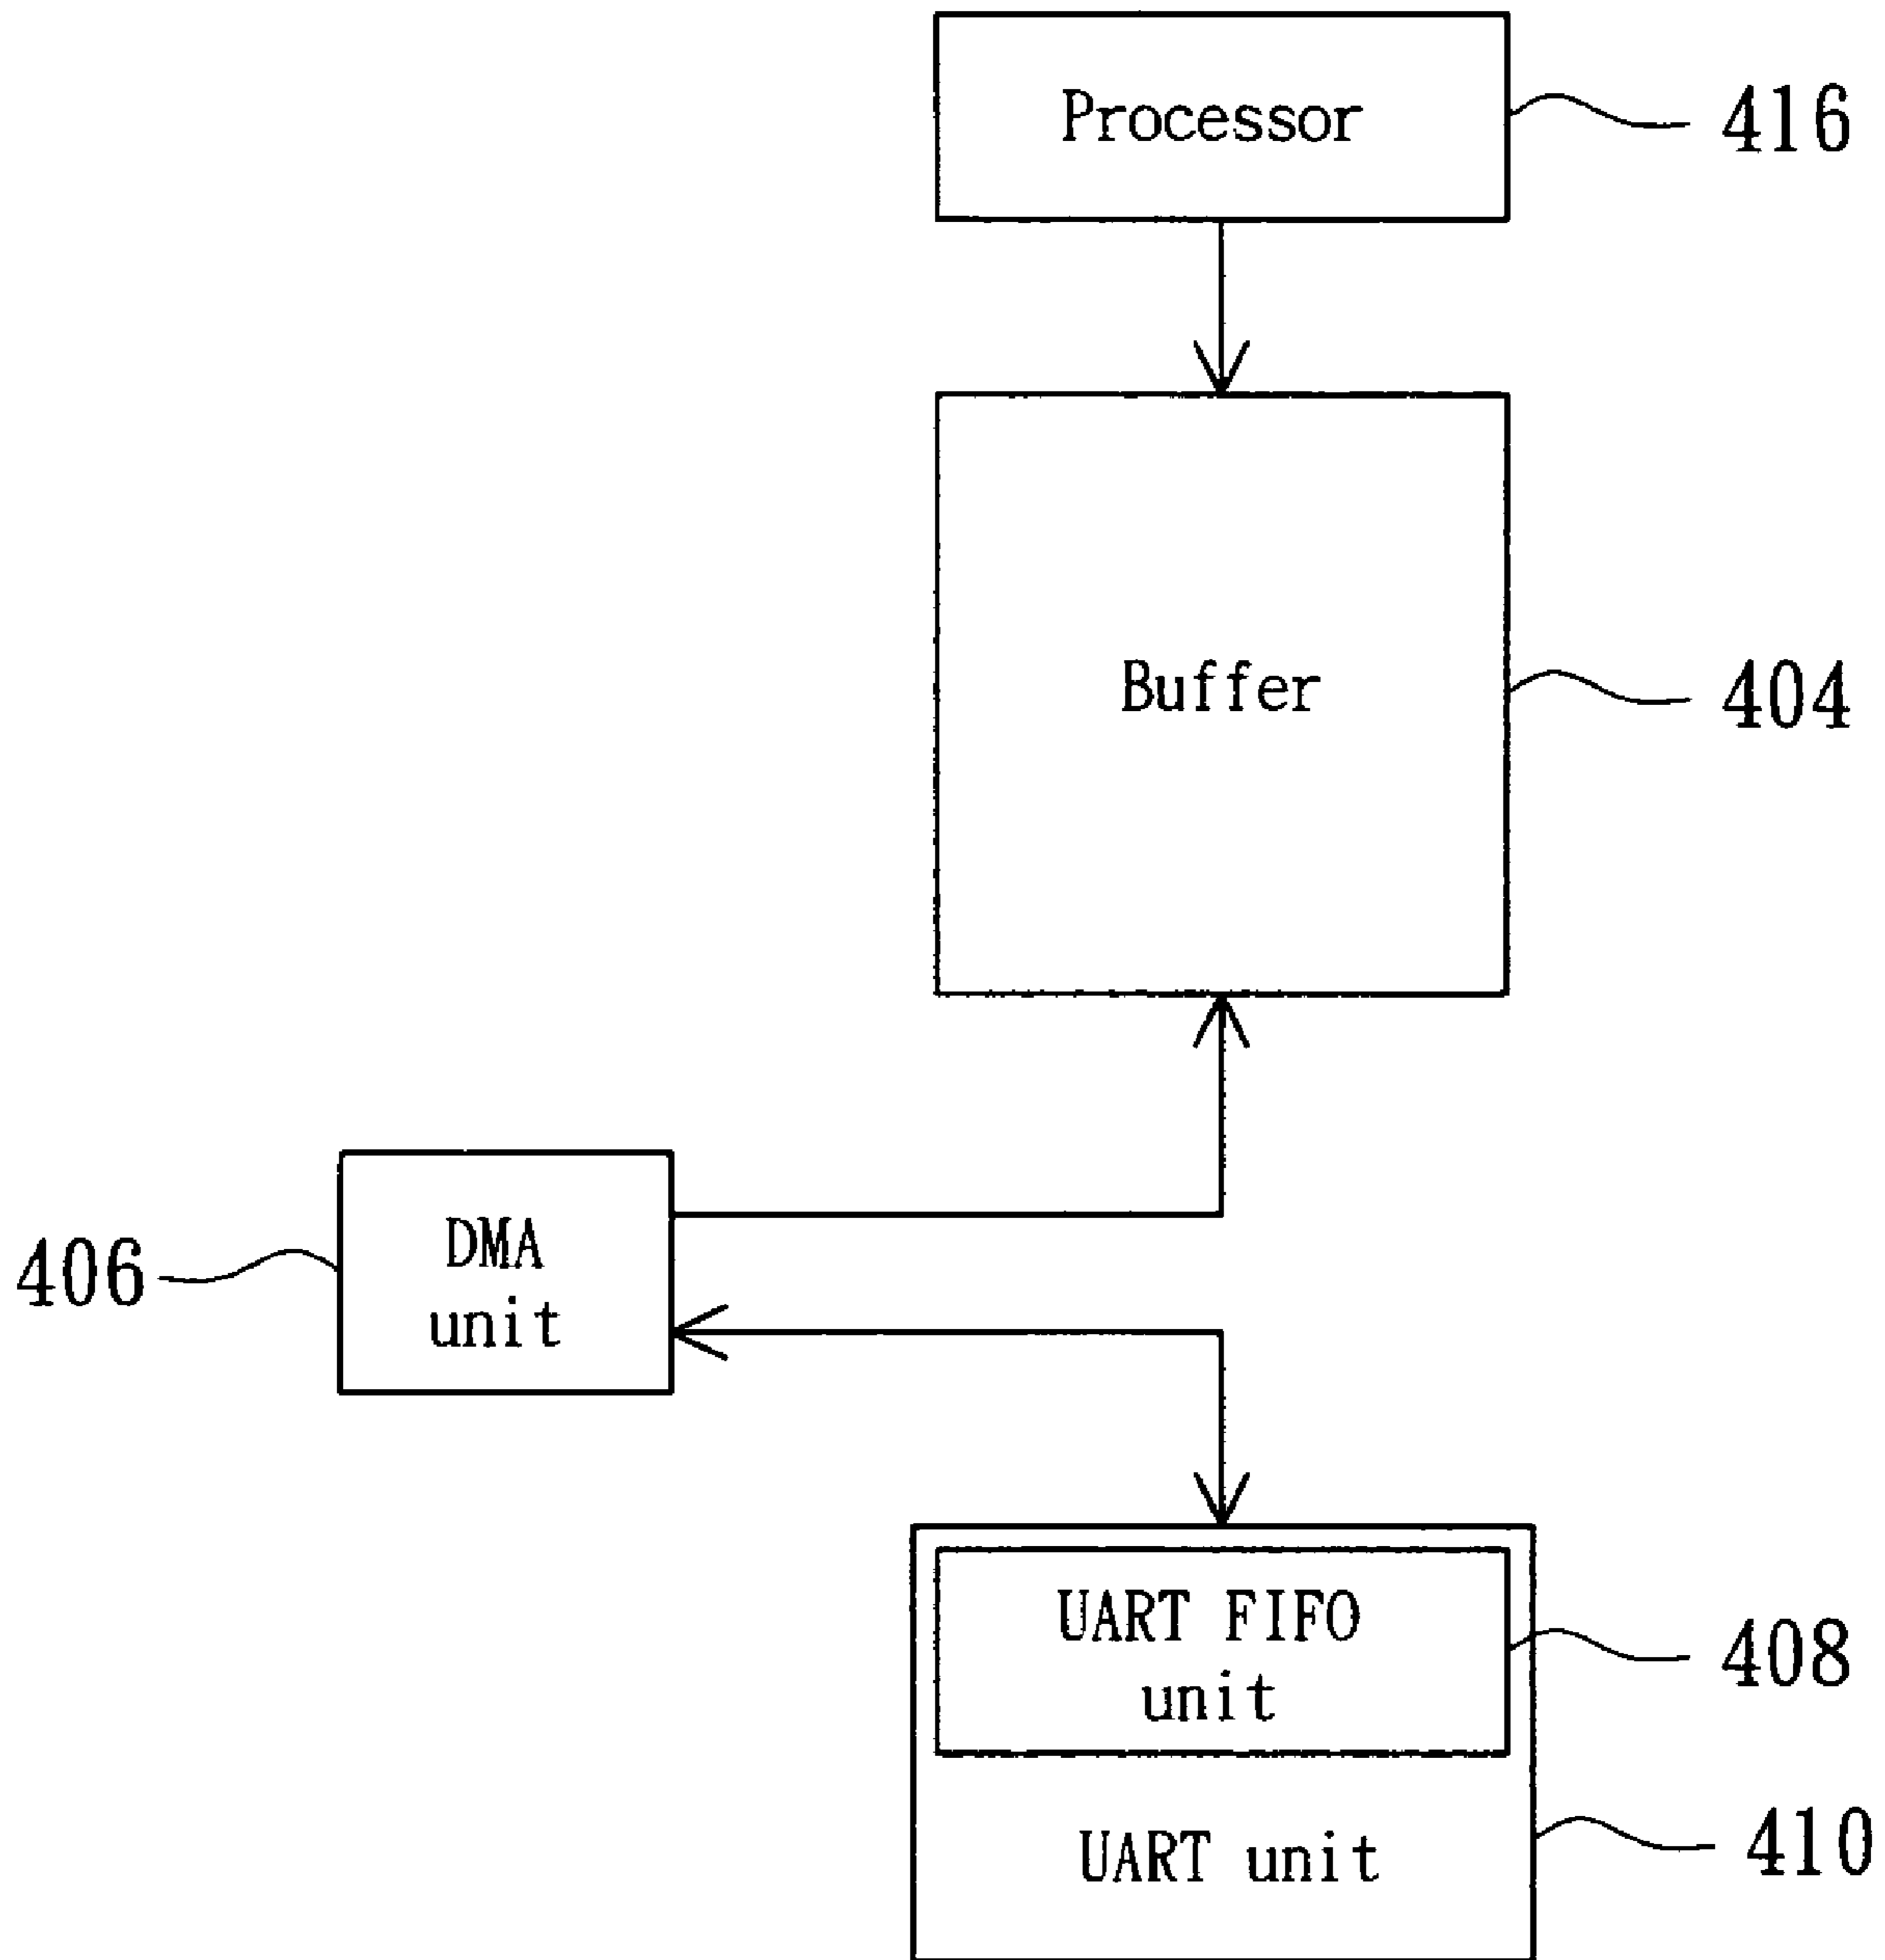 Processor
416
Buffer
404
DMA
unit
406
UART FIFO
unit
408
UART unit
410